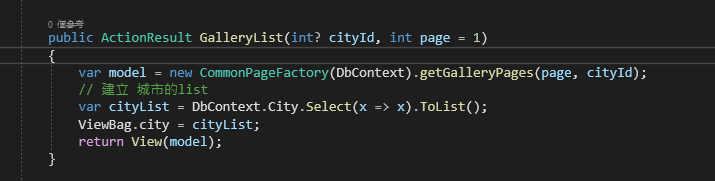 0 個參考
public ActionResult GalleryList(int? cityId, int page = 1)
{
var model = new CommonPageFactory(DbContext).getGalleryPages(page, cityId);
// 建立 城市的list
var cityList = DbContext.City.Select(x => x).ToList();
ViewBag.city = cityList;
return View(model);
}